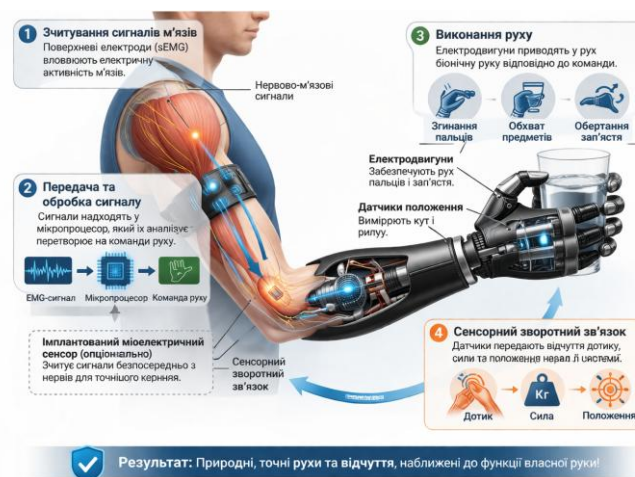 1 Зчитування сигналів м'язів
Поверхневі електроди (sEMG)
вловлюють електричну
активність м'язів.
Нервово-м'язові
сигнали
2 Передача та
обробка сигналу
Сигнали надходять у
мікропроцесор, який їх аналізує
перетворює на команди руху.
EMG-сигнал
Мікропроцесор
Команда руху
Імплантований міоелектричний
сенсор (опціонально)
Зчитує сигнали безпосередньо з
нервів для точнішого кернння.
Сенсорний
зворотний
зв'язок
3 Виконання руху
Електродвигуни приводять у рух
біонічну руку відповідно до команди.
Згинання
пальців
Обхват
предметів
Обертання
зап'ястя
Електродвигуни
Забезпечують рух
пальців і зап'ястя.
Датчики положення
Вимірюють кут і
рилуу.
4 Сенсорний зворотний зв'язок
Датчики передають відчуття дотику,
сили та положення
Дотик
Kr
Сила
Положення
Результат: Природні, точні рухи та відчуття, наближені до функції власної руки!